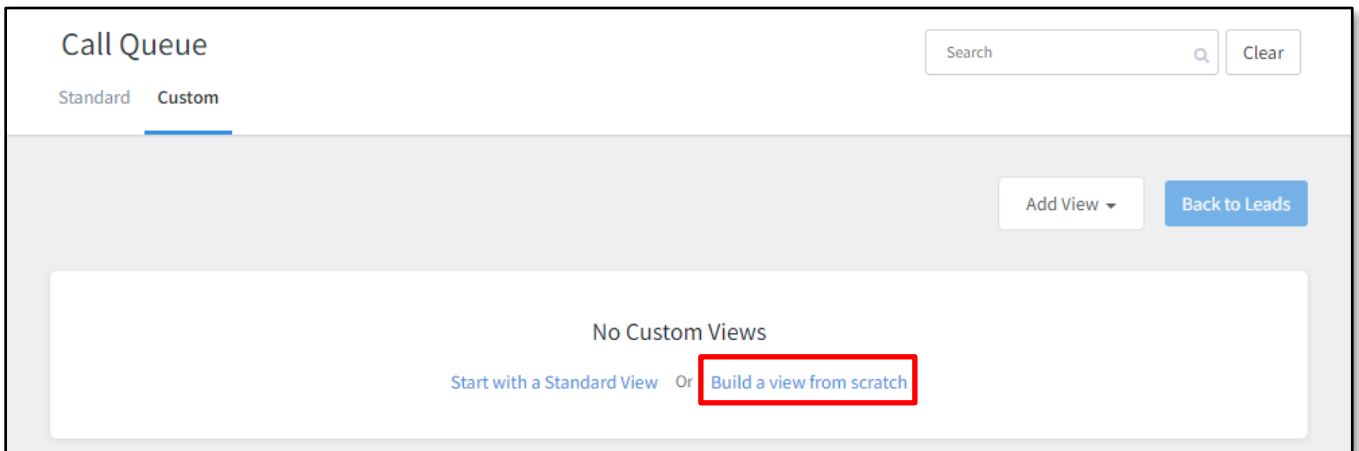 Call Queue
Search
Clear
Standard Custom
Add View
Back to Leads
No Custom Views
Start with a Standard View Or Build a view from scratch